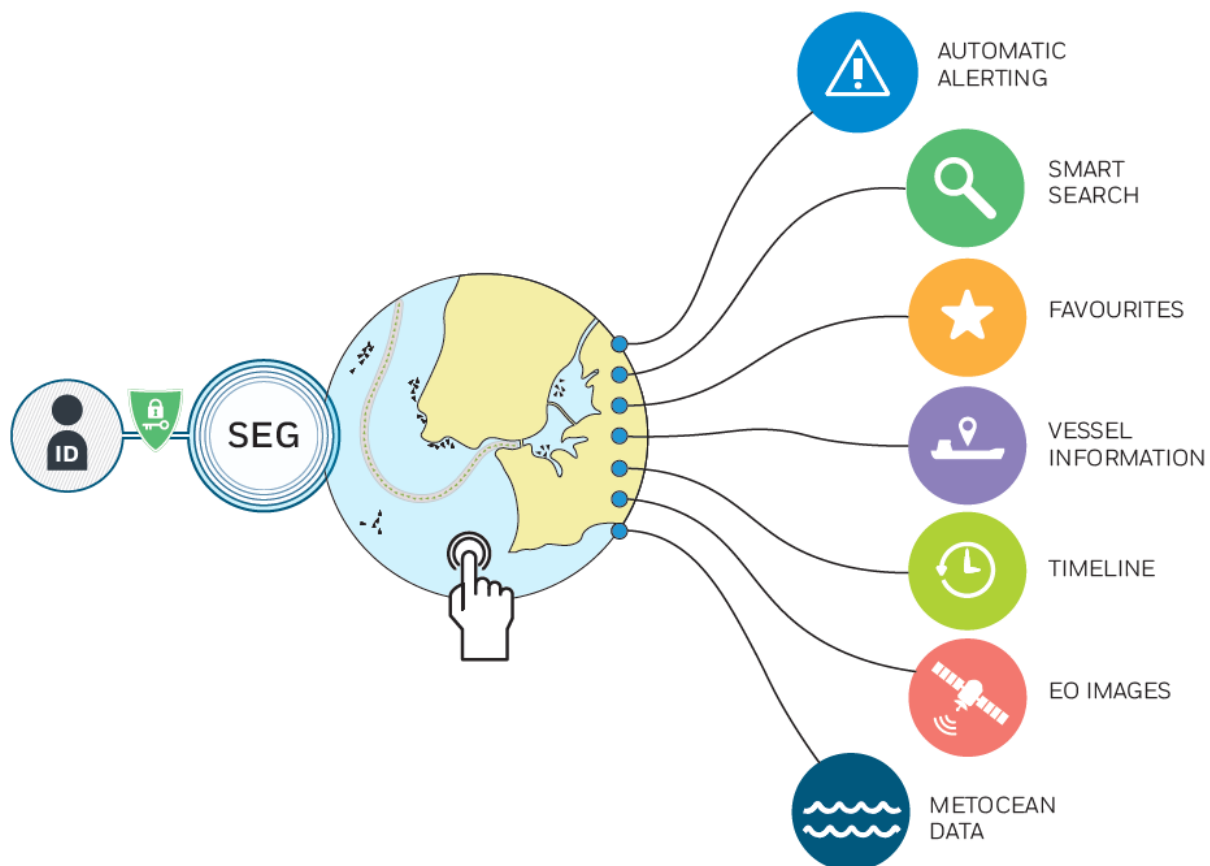 AUTOMATIC
ALERTING
SMART
SEARCH
FAVOURITES
ID
SEG
VESSEL
INFORMATION
TIMELINE
EO IMAGES
METOCEAN
DATA